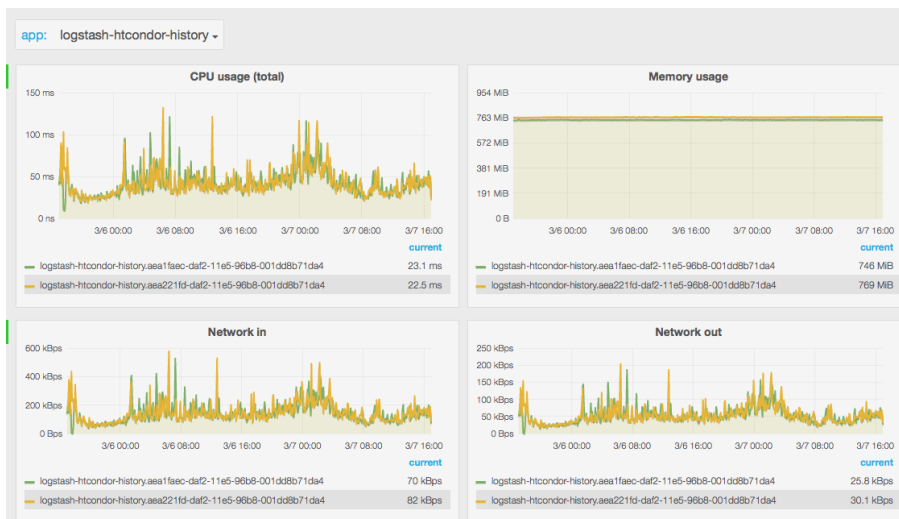 app: logstash-htcondor-history
CPU usage (total)
150 ms
100 ms
50 ms
0 ns
3/6 00:00 3/6 08:00 3/6 16:00 3/7 00:00 3/7 08:00 3/7 16:00
current
logstash-htcondor-history.aea1faec-daf2-11e5-96b8-001dd8b71da4 23.1 ms
logstash-htcondor-history.aea221fd-daf2-11e5-96b8-001dd8b71da4 22.5 ms
Memory usage
954 MiB
763 MiB
572 MiB
381 MiB
191 MiB
0 B
3/6 00:00 3/6 08:00 3/6 16:00 3/7 00:00 3/7 08:00 3/7 16:00
current
logstash-htcondor-history.aea1faec-daf2-11e5-96b8-001dd8b71da4 746 MiB
logstash-htcondor-history.aea221fd-daf2-11e5-96b8-001dd8b71da4 769 MiB
Network in
600 kBps
400 kBps
200 kBps
0 Bps
3/6 00:00 3/6 08:00 3/6 16:00 3/7 00:00 3/7 08:00 3/7 16:00
current
logstash-htcondor-history.aea1faec-daf2-11e5-96b8-001dd8b71da4 70 kBps
logstash-htcondor-history.aea221fd-daf2-11e5-96b8-001dd8b71da4 82 kBps
Network out
250 kBps
200 kBps
150 kBps
100 kBps
50 kBps
0 Bps
3/6 00:00 3/6 08:00 3/6 16:00 3/7 00:00 3/7 08:00 3/7 16:00
current
logstash-htcondor-history.aea1faec-daf2-11e5-96b8-001dd8b71da4 25.8 kBps
logstash-htcondor-history.aea221fd-daf2-11e5-96b8-001dd8b71da4 30.1 kBps